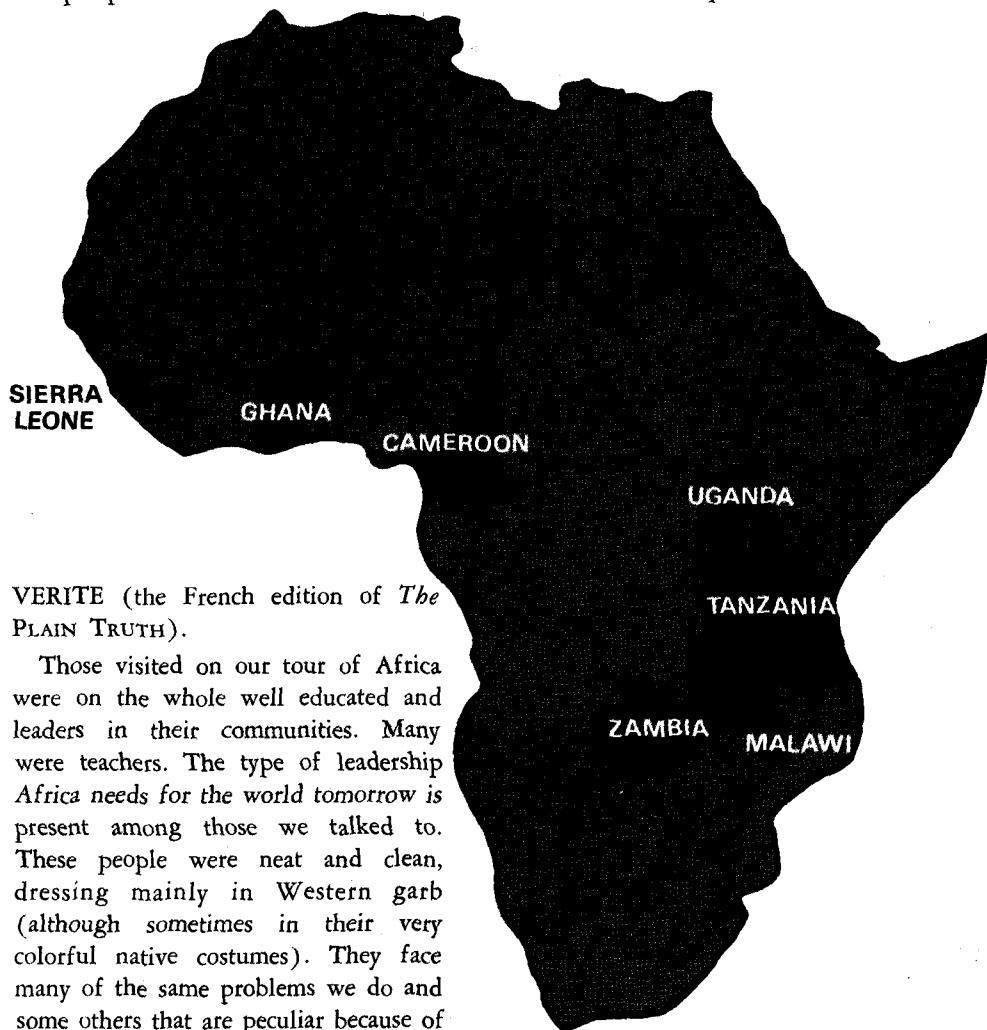 SIERRA
LEONE
GHANA
CAMEROON
UGANDA
TANZANIA
ZAMBIA
MALAWI
VERITE (the French edition of The
PLAIN TRUTH).
Those visited on our tour of Africa
were on the whole well educated and
leaders in their communities. Many
were teachers. The type of leadership
Africa needs for the world tomorrow is
present among those we talked to.
These people were neat and clean,
dressing mainly in Western garb
(although sometimes in their very
colorful native costumes). They face
many of the same problems we do and
some others that are peculiar because of